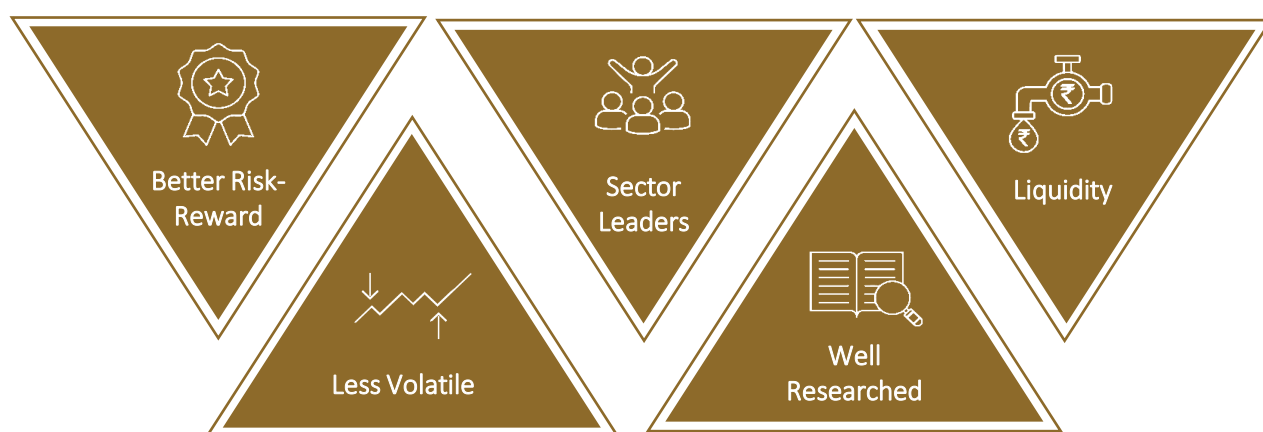 Better Risk-
Reward
Less Volatile
Sector
Leaders
Well
Researched
₹
₹
Liquidity